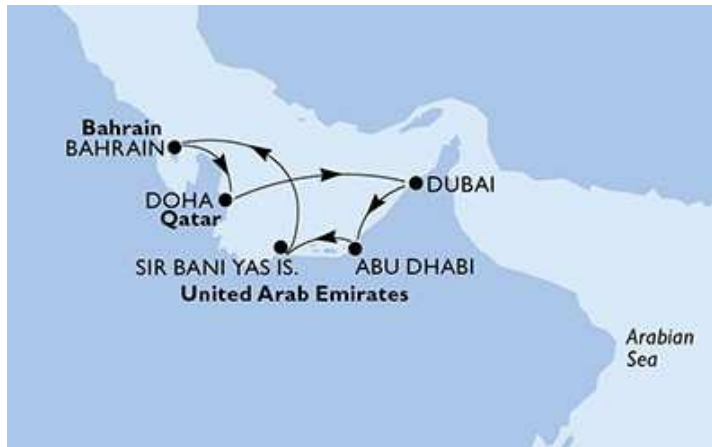 Bahrain
BAHRAIN
DOHA
Qatar
DUBAI
SIR BANI YAS IS.
ABU DHABI
United Arab Emirates
Arabian
Sea